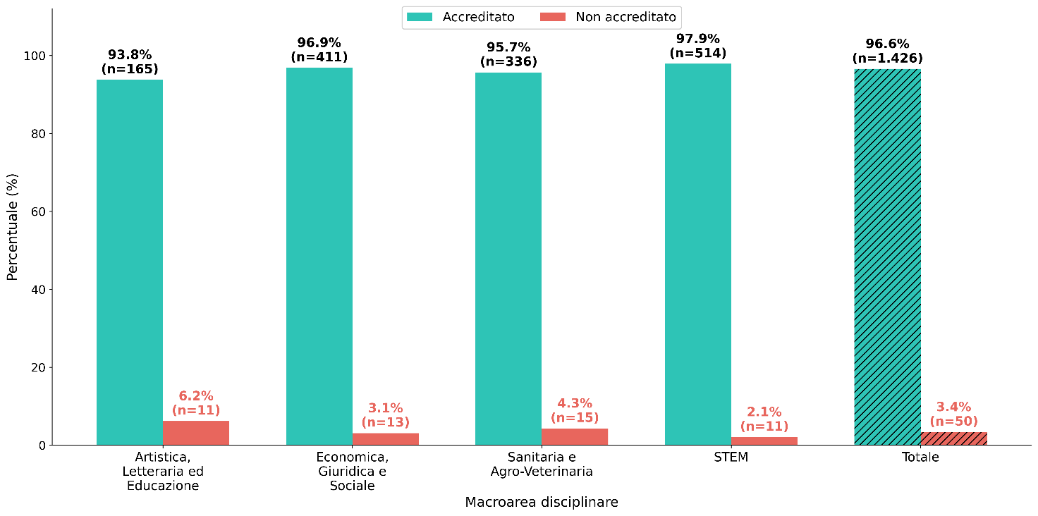 Accreditato
Non accreditato
93.8%
(n=165)
96.9%
(n=411)
95.7%
(n=336)
97.9%
(n=514)
96.6%
(n=1.426)
Percentuale (%)
100
80
60
40
20
0
6.2%
(n=11)
3.1%
(n=13)
4.3%
(n=15)
2.1%
(n=11)
3.4%
(n=50)
Artistica,
Letteraria ed
Educazione
Economica,
Giuridica e
Sociale
Sanitaria e
Agro-Veterinaria
STEM
Totale
Macroarea disciplinare